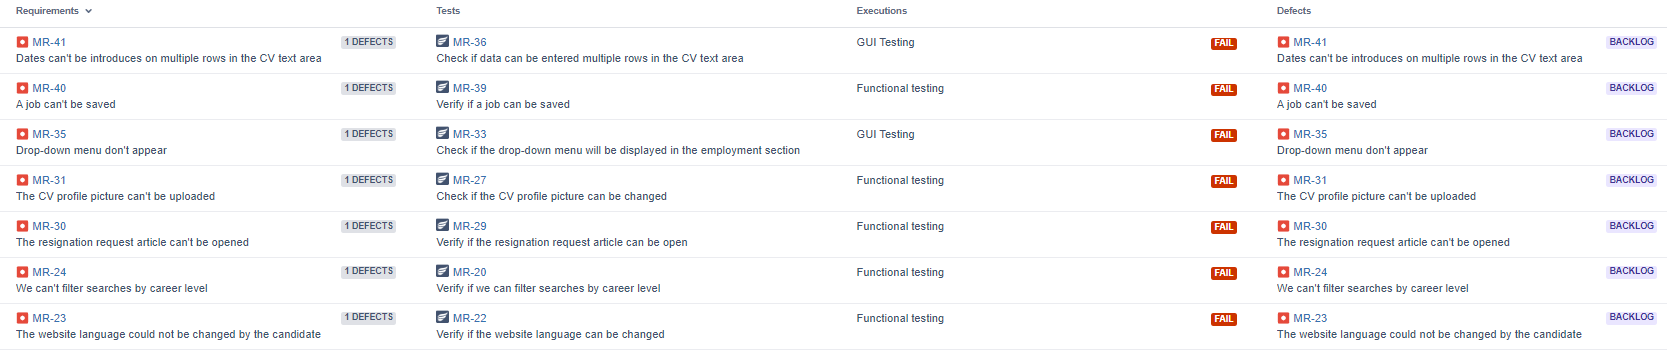 Requirements Tests Executions Defects
MR-41 1 DEFECTS MR-36 GUI Testing FAIL MR-41 BACKLOG
Dates can't be introduces on multiple rows in the CV text area Check if data can be entered multiple rows in the CV text area Dates can't be introduces on multiple rows in the CV text area
MR-40 1 DEFECTS MR-39 Functional testing FAIL MR-40 BACKLOG
A job can't be saved Verify if a job can be saved A job can't be saved
MR-35 1 DEFECTS MR-33 GUI Testing FAIL MR-35 BACKLOG
Drop-down menu don't appear Check if the drop-down menu will be displayed in the employment section Drop-down menu don't appear
MR-31 1 DEFECTS MR-27 Functional testing FAIL MR-31 BACKLOG
The CV profile picture can't be uploaded Check if the CV profile picture can be changed The CV profile picture can't be uploaded
MR-30 1 DEFECTS MR-29 Functional testing FAIL MR-30 BACKLOG
The resignation request article can't be opened Verify if the resignation request article can be open The resignation request article can't be opened
MR-24 1 DEFECTS MR-20 Functional testing FAIL MR-24 BACKLOG
We can't filter searches by career level Verify if we can filter searches by career level We can't filter searches by career level
MR-23 1 DEFECTS MR-22 Functional testing FAIL MR-23 BACKLOG
The website language could not be changed by the candidate Verify if the website language can be changed The website language could not be changed by the candidate